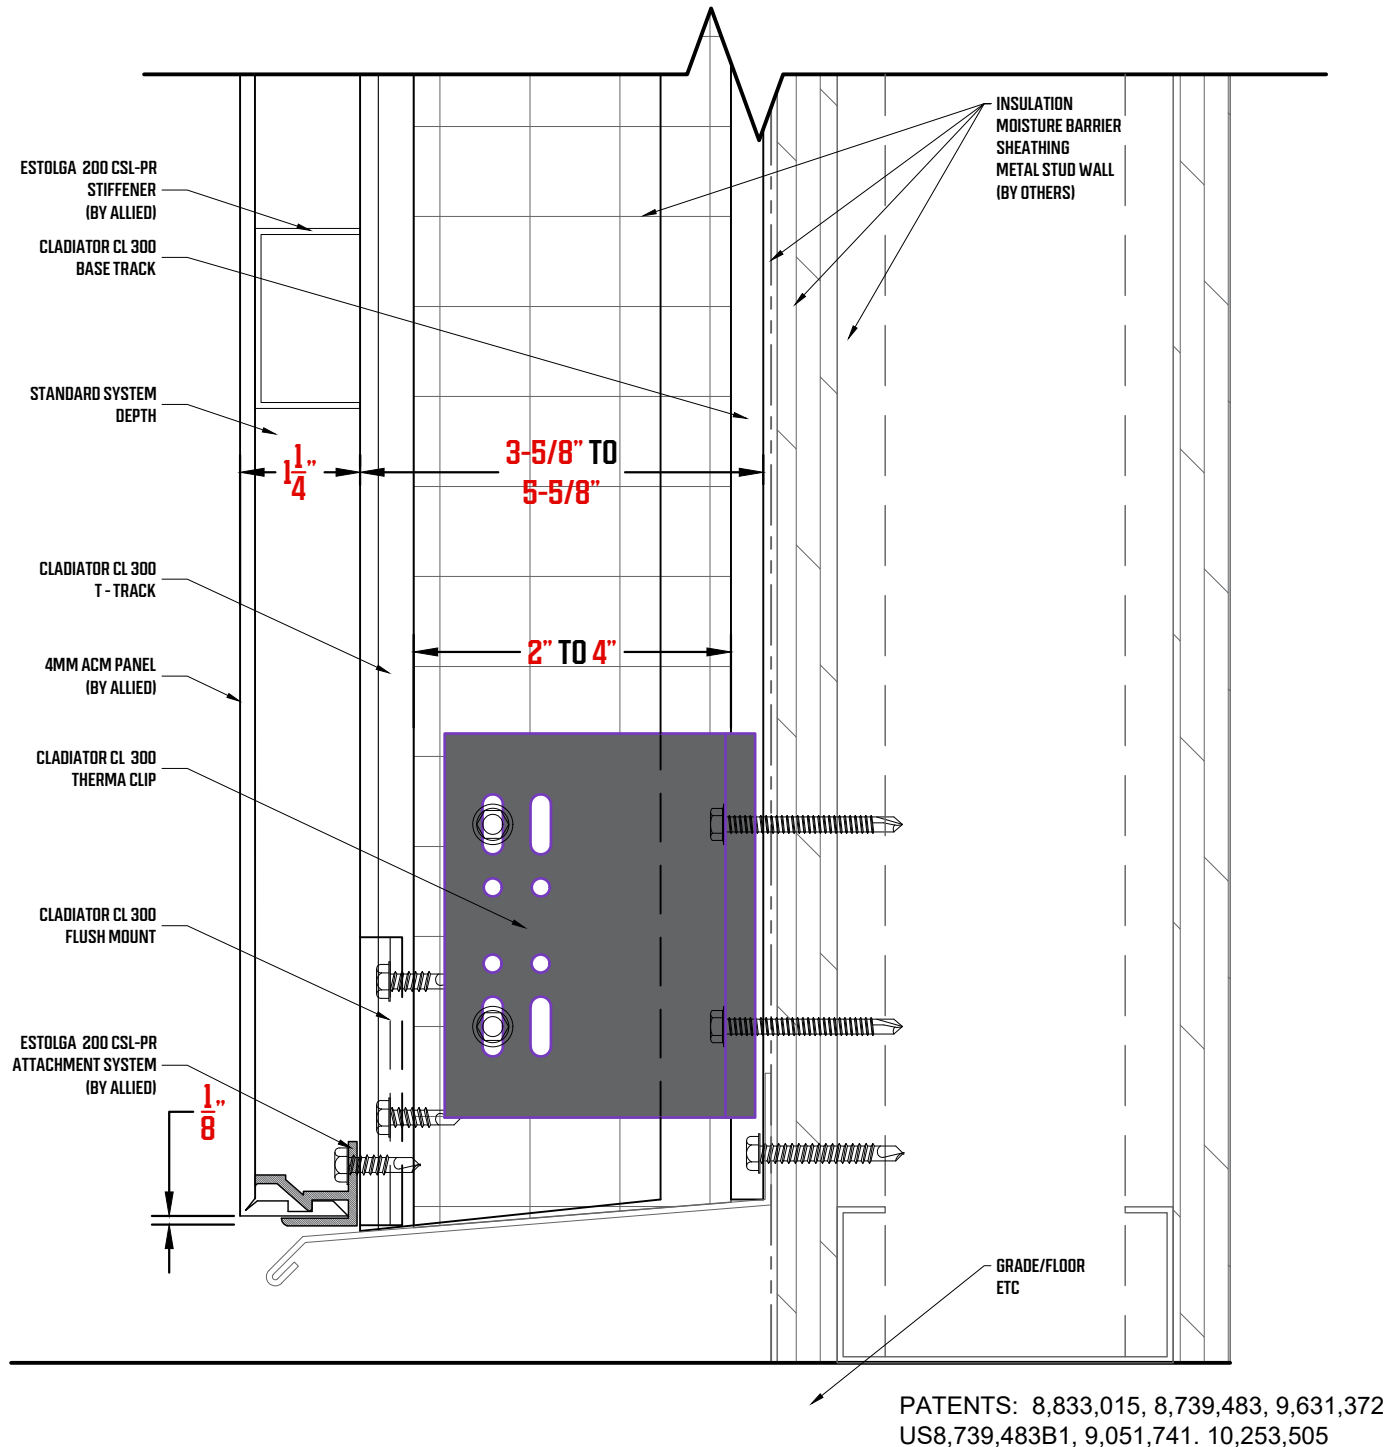 INSULATION
MOISTURE BARRIER
SHEATHING
METAL STUD WALL
(BY OTHERS)
ESTOLGA 200 CSL-PR
STIFFENER
(BY ALLIED)
CLADIATOR CL 300
BASE TRACK
STANDARD SYSTEM
DEPTH
1 1/4"
3-5/8" TO
5-5/8"
CLADIATOR CL 300
T - TRACK
2" TO 4"
4MM ACM PANEL
(BY ALLIED)
CLADIATOR CL 300
THERMA CLIP
CLADIATOR CL 300
FLUSH MOUNT
ESTOLGA 200 CSL-PR
ATTACHMENT SYSTEM
(BY ALLIED)
1/8"
GRADE/FLOOR
ETC
PATENTS: 8,833,015, 8,739,483, 9,631,372
US8,739,483B1, 9,051,741. 10,253,505